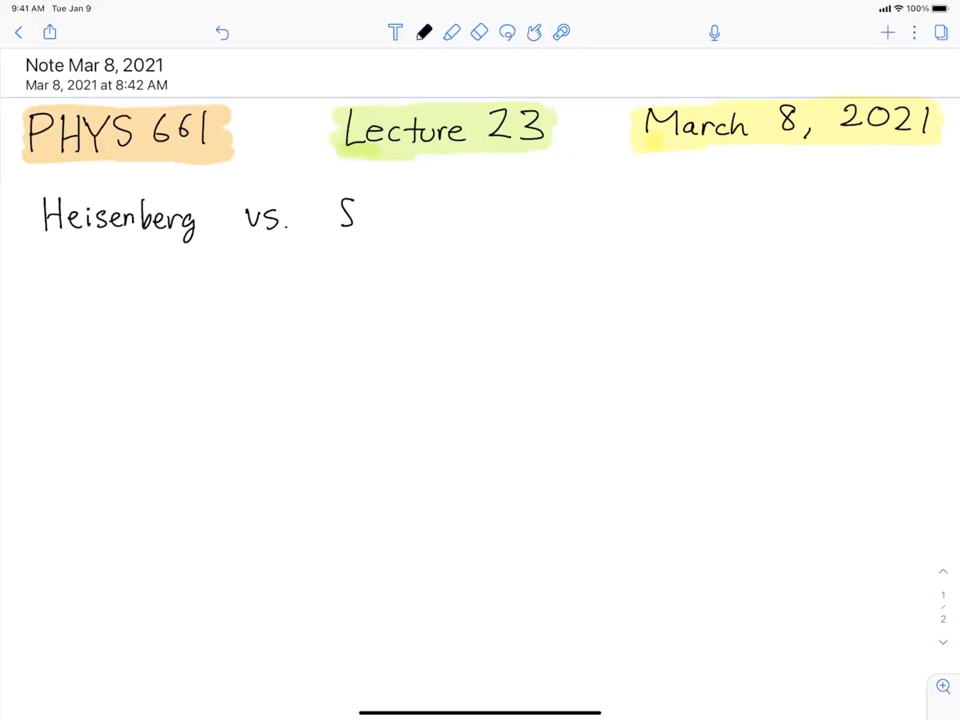 9:41 AM Tue Jan 9 100%
Note Mar 8, 2021
Mar 8, 2021 at 8:42 AM
PHYS 661 Lecture 23 March 8, 2021
Heisenberg vs. S
1
/
2